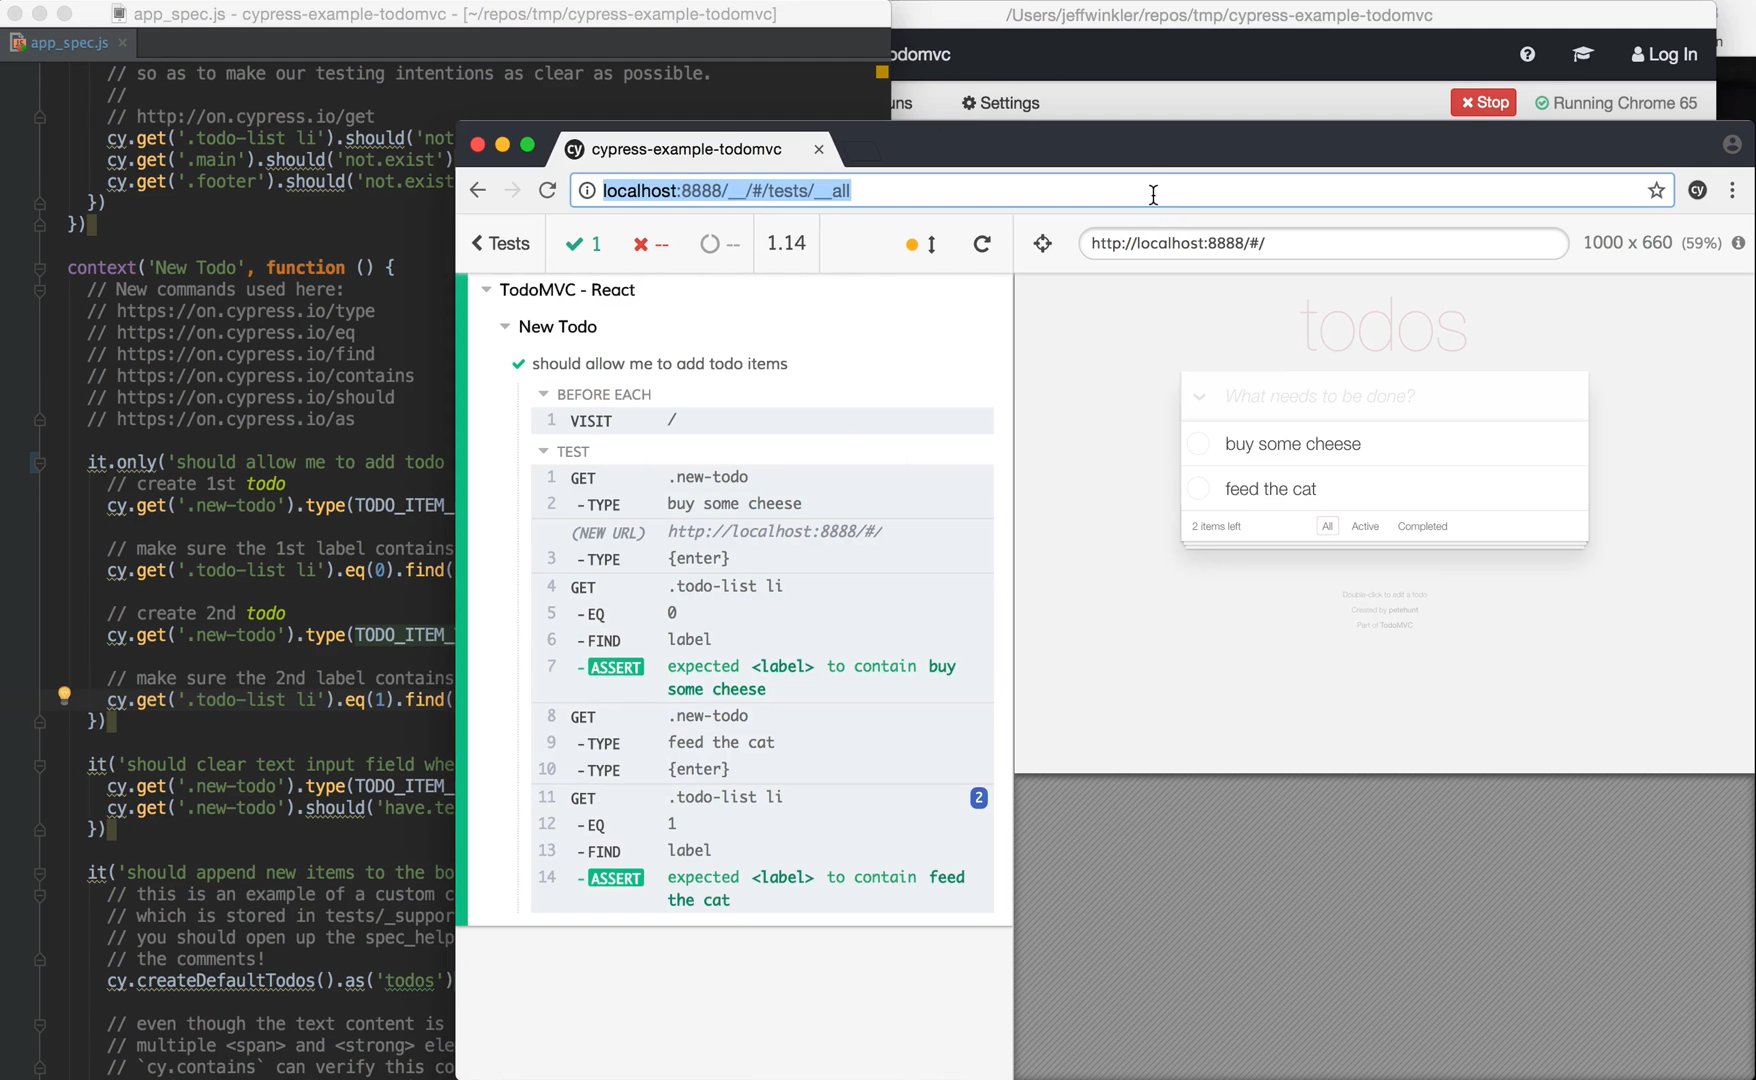 app_spec.js - cypress-example-todomvc - [~/repos/tmp/cypress-example-todomvc]
app_spec.js
// so as to make our testing intentions as clear as possible.
//
// http://on.cypress.io/get
cy.get('.todo-list li').should('not
cy.get('.main').should('not.exist')
cy.get('.footer').should('not.exist
})
})
context('New Todo', function () {
// New commands used here:
// https://on.cypress.io/type
// https://on.cypress.io/eq
// https://on.cypress.io/find
// https://on.cypress.io/contains
// https://on.cypress.io/should
// https://on.cypress.io/as
it.only('should allow me to add todo
// create 1st todo
cy.get('.new-todo').type(TODO_ITEM_
// make sure the 1st label contains
cy.get('.todo-list li').eq(0).find(
// create 2nd todo
cy.get('.new-todo').type(TODO_ITEM_
// make sure the 2nd label contains
cy.get('.todo-list li').eq(1).find(
})
it('should clear text input field whe
cy.get('.new-todo').type(TODO_ITEM_
cy.get('.new-todo').should('have.te
})
it('should append new items to the bo
// this is an example of a custom c
// which is stored in tests/_suppor
// you should open up the spec_help
// the comments!
cy.createDefaultTodos().as('todos')
// even though the text content is
// multiple <span> and <strong> ele
// `cy.contains` can verify this co
/Users/jeffwinkler/repos/tmp/cypress-example-todomvc
odomvc
Log In
uns
Settings
Stop
Running Chrome 65
cy cypress-example-todomvc
localhost:8888/__/#/tests/__all
cy
Tests
1
--
--
1.14
http://localhost:8888/#/
1000 x 660 (59%)
TodoMVC - React
New Todo
should allow me to add todo items
BEFORE EACH
1 VISIT /
TEST
1 GET .new-todo
2 -TYPE buy some cheese
(NEW URL) http://localhost:8888/#/
3 -TYPE {enter}
4 GET .todo-list li
5 -EQ 0
6 -FIND label
7 -ASSERT expected <label> to contain buy
some cheese
8 GET .new-todo
9 -TYPE feed the cat
10 -TYPE {enter}
11 GET .todo-list li 2
12 -EQ 1
13 -FIND label
14 -ASSERT expected <label> to contain feed
the cat
todos
What needs to be done?
buy some cheese
feed the cat
2 items left
All
Active
Completed
Double-click to edit a todo
Created by petehunt
Part of TodoMVC